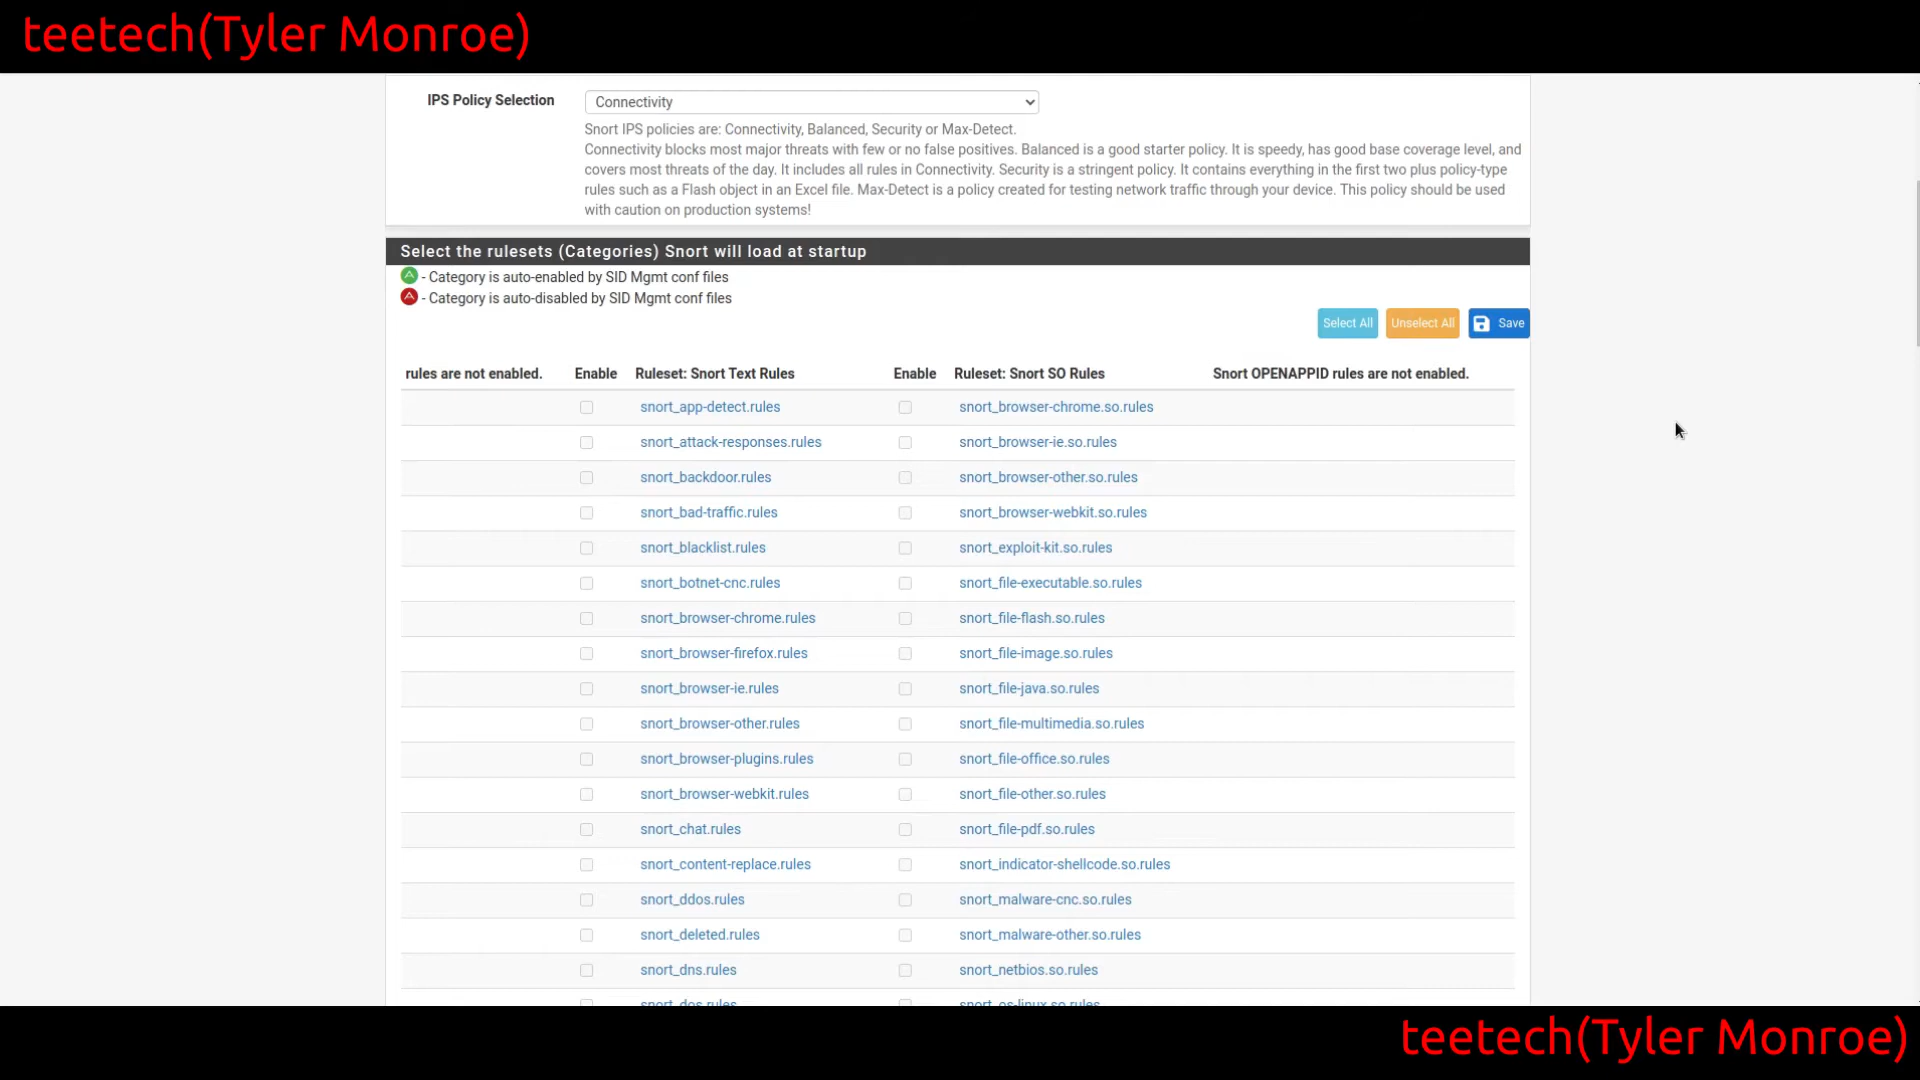 teetech(Tyler Monroe)
IPS Policy Selection
Connectivity
Snort IPS policies are: Connectivity, Balanced, Security or Max-Detect.
Connectivity blocks most major threats with few or no false positives. Balanced is a good starter policy. It is speedy, has good base coverage level, and
covers most threats of the day. It includes all rules in Connectivity. Security is a stringent policy. It contains everything in the first two plus policy-type
rules such as a Flash object in an Excel file. Max-Detect is a policy created for testing network traffic through your device. This policy should be used
with caution on production systems!
Select the rulesets (Categories) Snort will load at startup
- Category is auto-enabled by SID Mgmt conf files
- Category is auto-disabled by SID Mgmt conf files
Select All Unselect All Save
rules are not enabled. Enable Ruleset: Snort Text Rules Enable Ruleset: Snort SO Rules Snort OPENAPPID rules are not enabled.
snort_app-detect.rules snort_browser-chrome.so.rules
snort_attack-responses.rules snort_browser-ie.so.rules
snort_backdoor.rules snort_browser-other.so.rules
snort_bad-traffic.rules snort_browser-webkit.so.rules
snort_blacklist.rules snort_exploit-kit.so.rules
snort_botnet-cnc.rules snort_file-executable.so.rules
snort_browser-chrome.rules snort_file-flash.so.rules
snort_browser-firefox.rules snort_file-image.so.rules
snort_browser-ie.rules snort_file-java.so.rules
snort_browser-other.rules snort_file-multimedia.so.rules
snort_browser-plugins.rules snort_file-office.so.rules
snort_browser-webkit.rules snort_file-other.so.rules
snort_chat.rules snort_file-pdf.so.rules
snort_content-replace.rules snort_indicator-shellcode.so.rules
snort_ddos.rules snort_malware-cnc.so.rules
snort_deleted.rules snort_malware-other.so.rules
snort_dns.rules snort_netbios.so.rules
snort_dos.rules snort_os-linux.so.rules
teetech(Tyler Monroe)